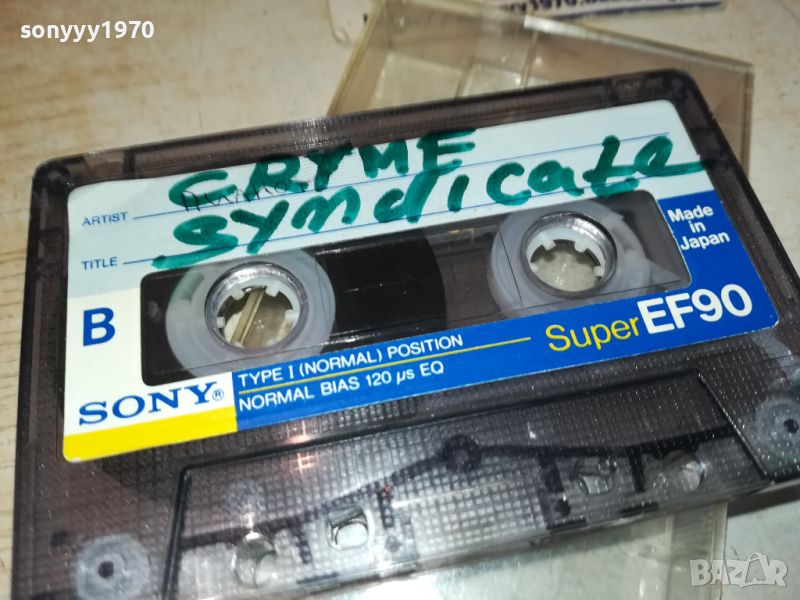 sonyyy1970
CRYME
ARTIST
syndicate
TITLE
Made
in
Japan
B
Super EF90
TYPE I (NORMAL) POSITION
SONY®
NORMAL BIAS 120 µs EQ
BAZAR